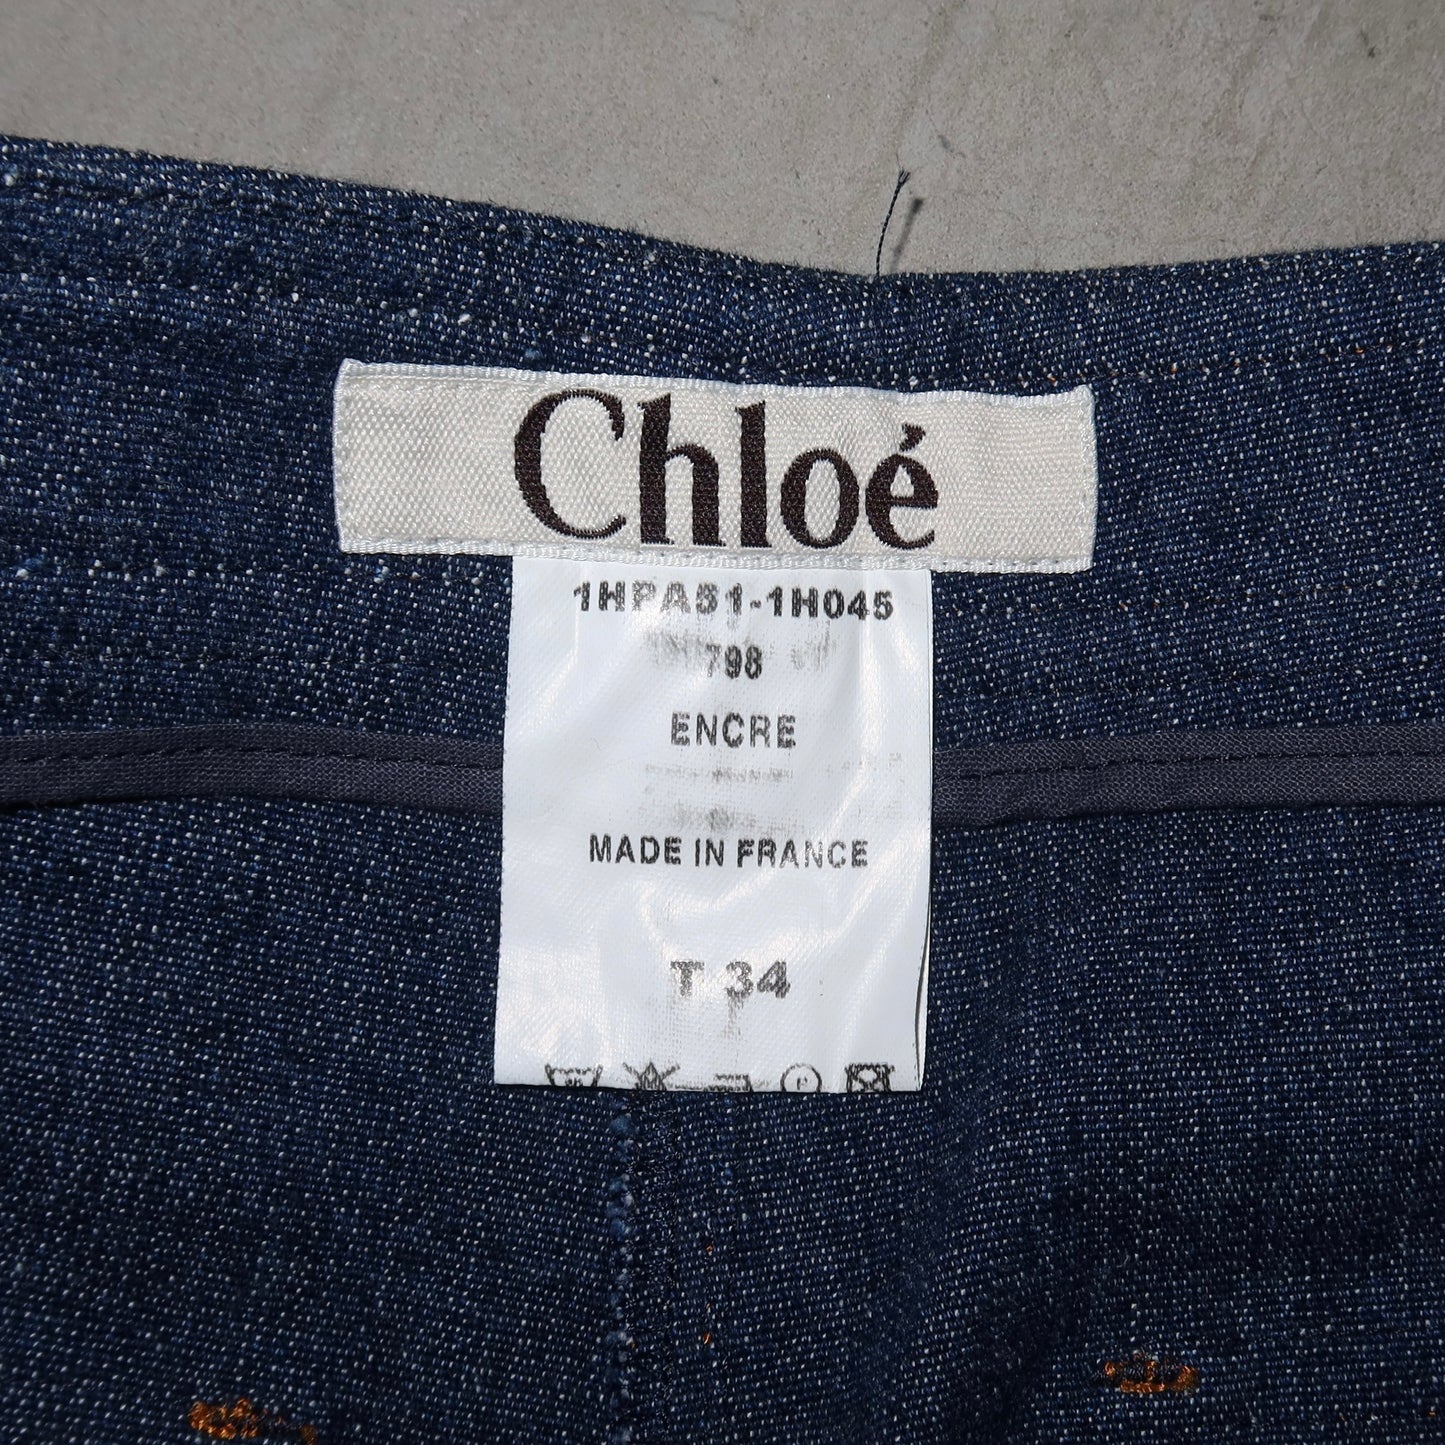 Chloé
1HPA51-1H045
798
ENCRE
MADE IN FRANCE
T 34